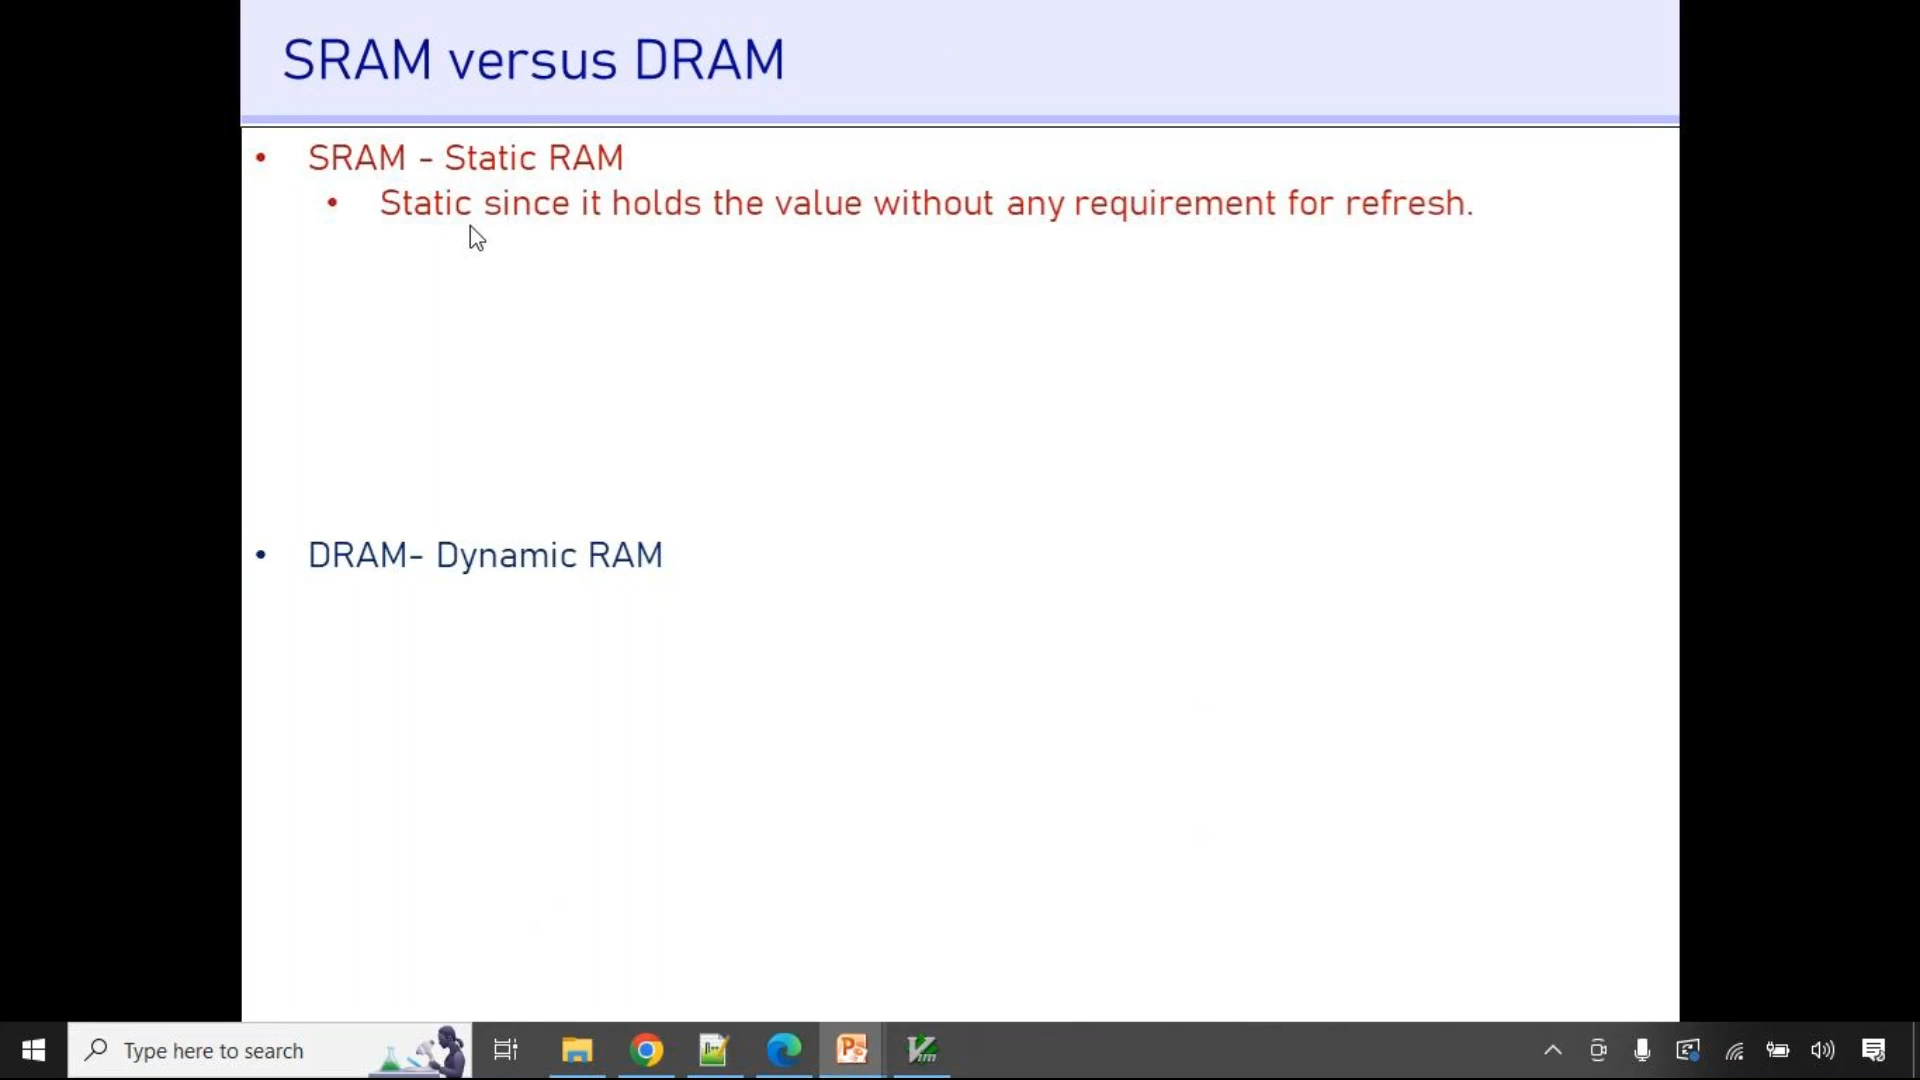 SRAM versus DRAM
• SRAM - Static RAM
• Static since it holds the value without any requirement for refresh.
• DRAM- Dynamic RAM
Type here to search